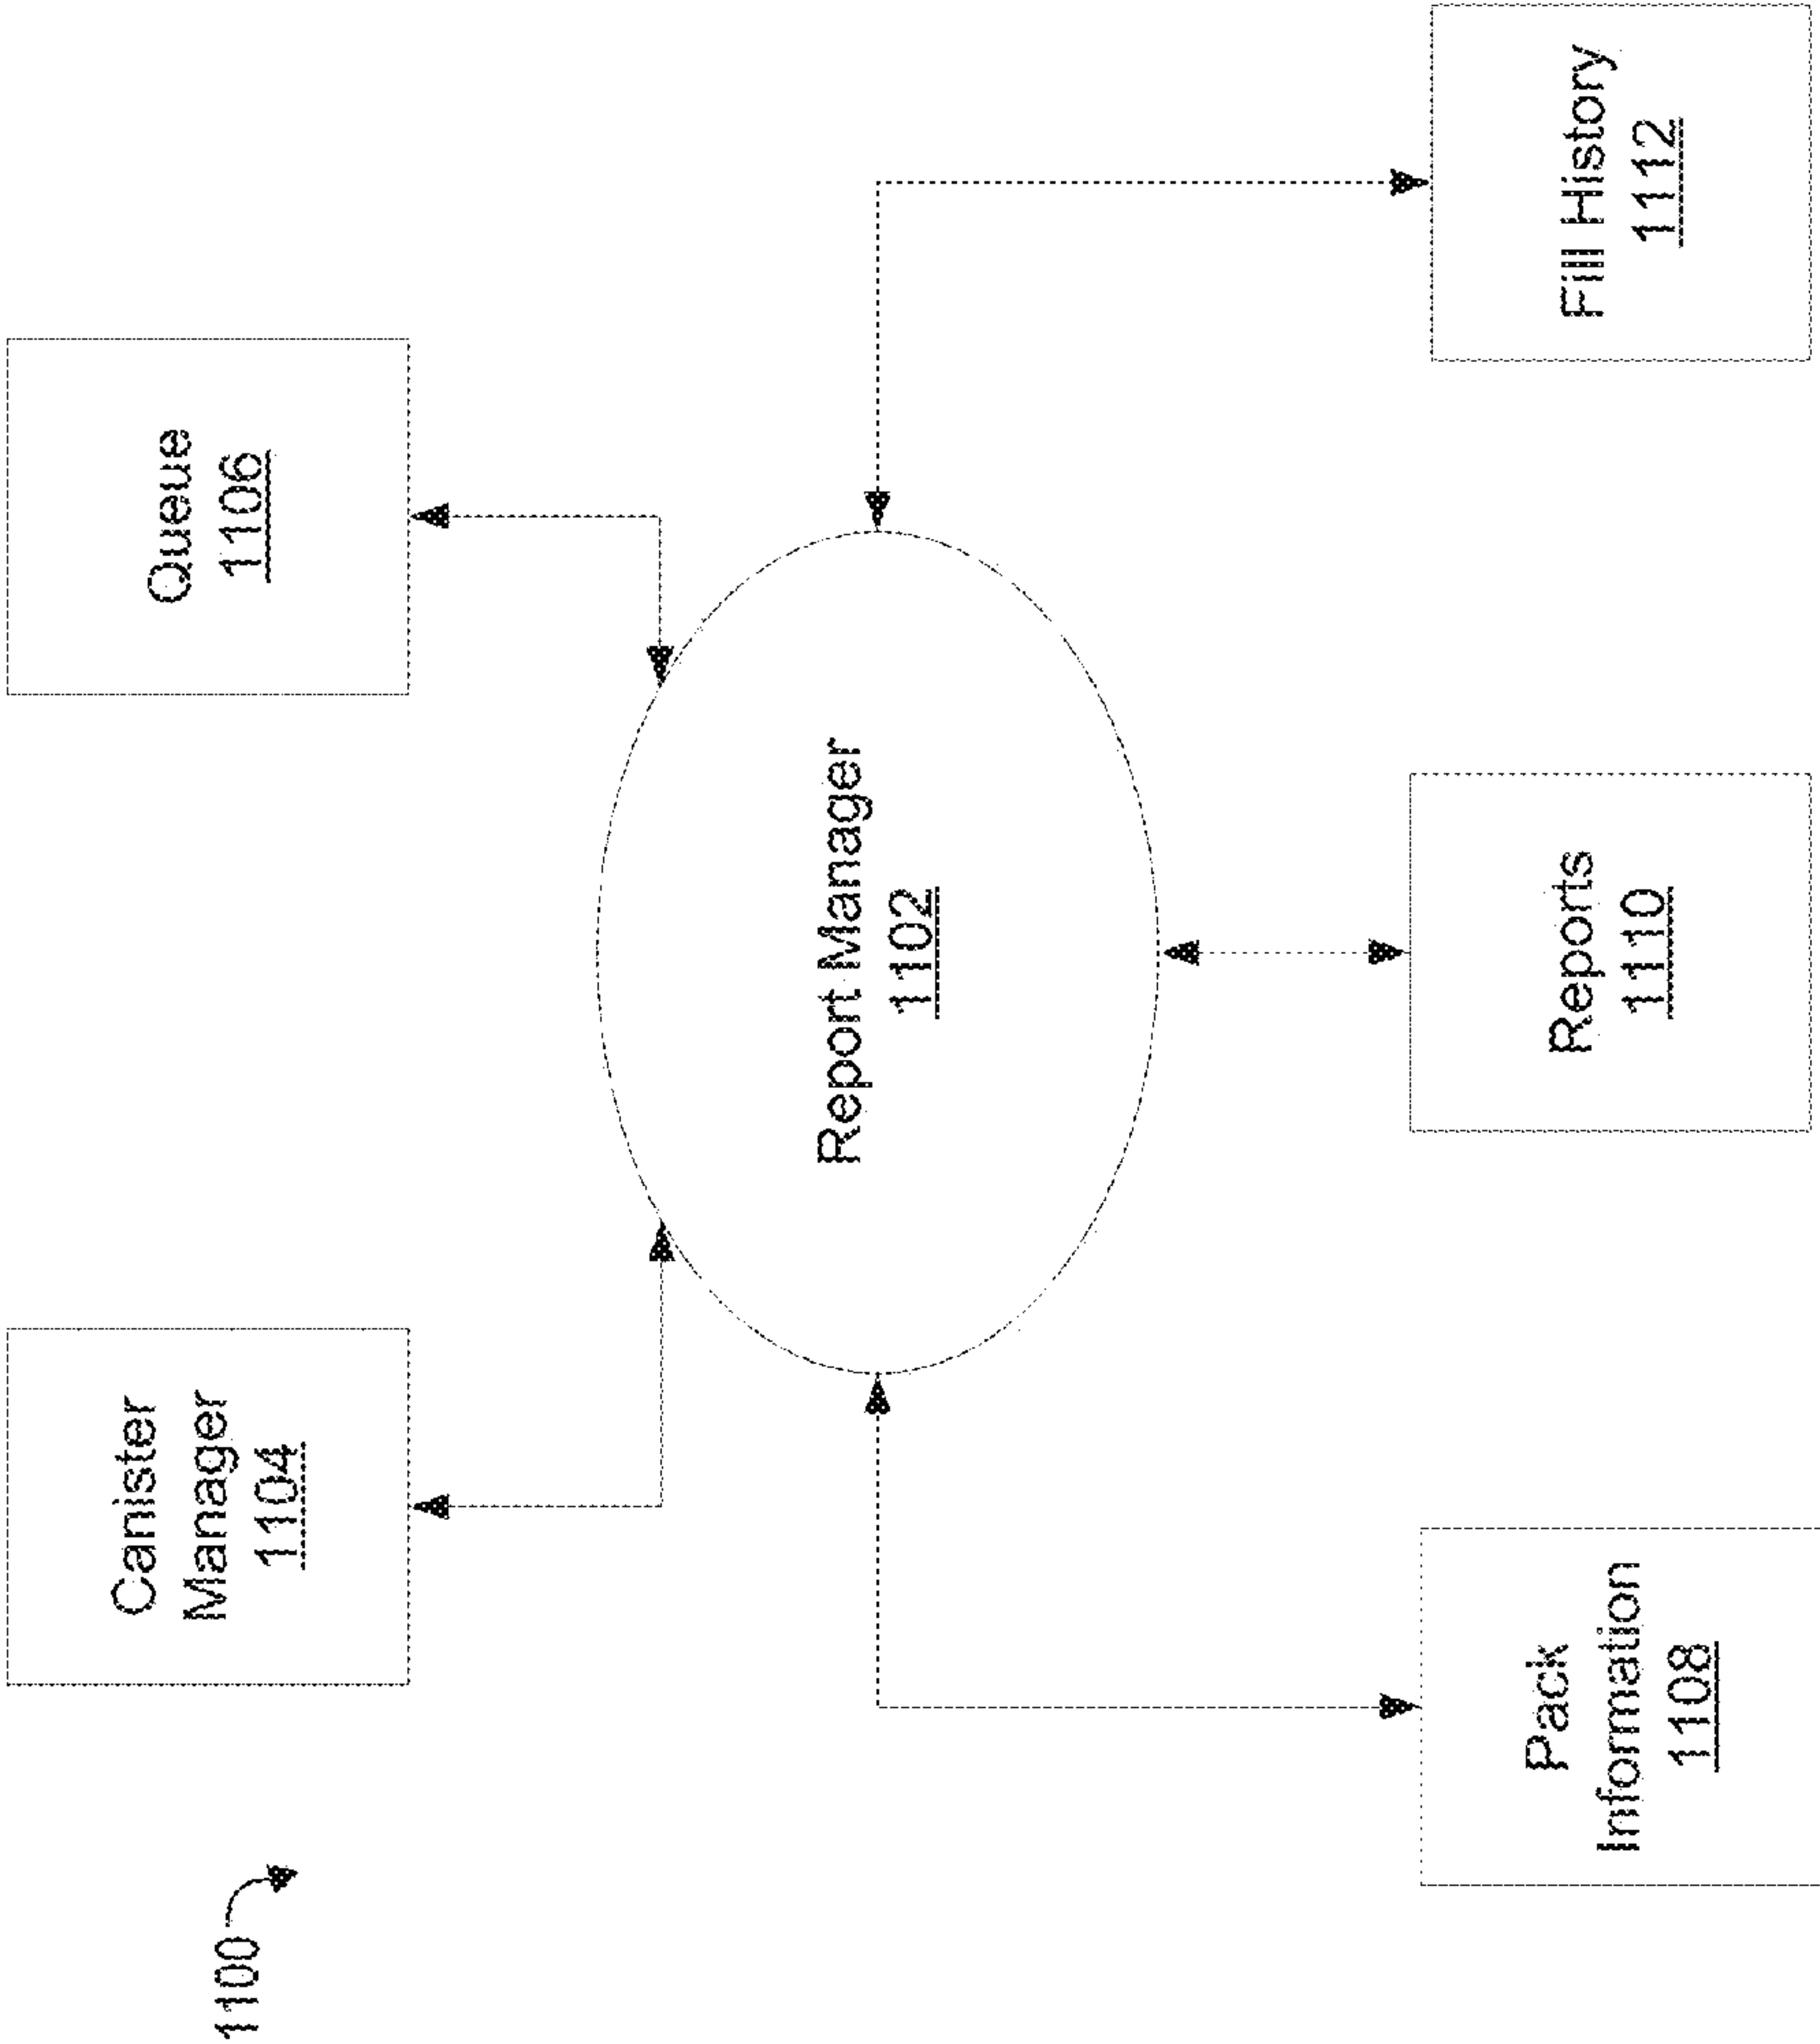 1100
Canister
Manager
1104
Queue
1106
Report Manager
1102
Pack
Information
1108
Reports
1110
Fill History
1112